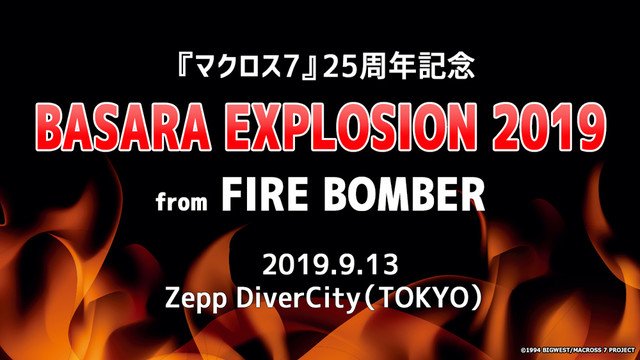 『マクロス7』25周年記念
BASARA EXPLOSION 2019
from FIRE BOMBER
2019.9.13
Zepp DiverCity(TOKYO)
©1994 BIGWEST/MACROSS 7 PROJECT